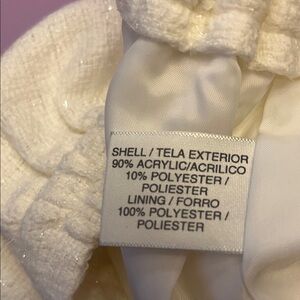 SHELL / TELA EXTERIOR
90% ACRYLIC/ACRILICO
10% POLYESTER /
POLIESTER
LINING / FORRO
100% POLYESTER /
POLIESTER